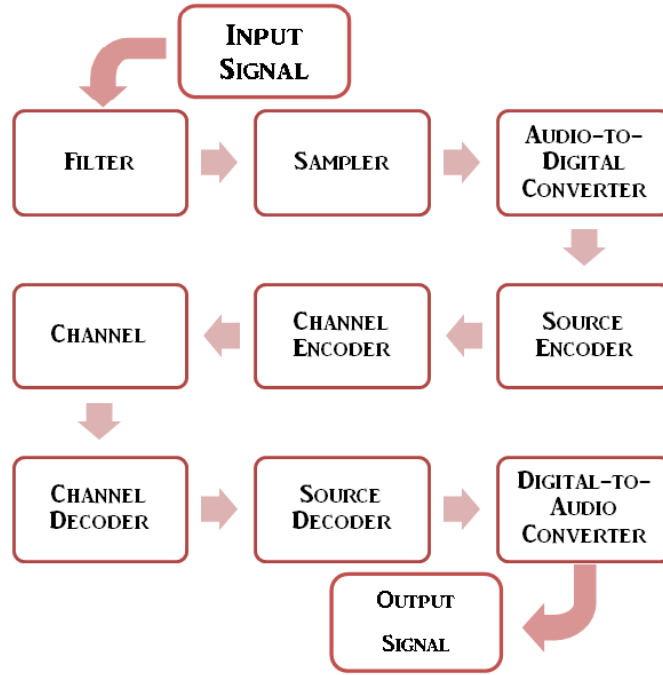 INPUT
SIGNAL
FILTER
SAMPLER
AUDIO-TO-
DIGITAL
CONVERTER
CHANNEL
CHANNEL
ENCODER
SOURCE
ENCODER
CHANNEL
DECODER
SOURCE
DECODER
DIGITAL-TO-
AUDIO
CONVERTER
OUTPUT
SIGNAL